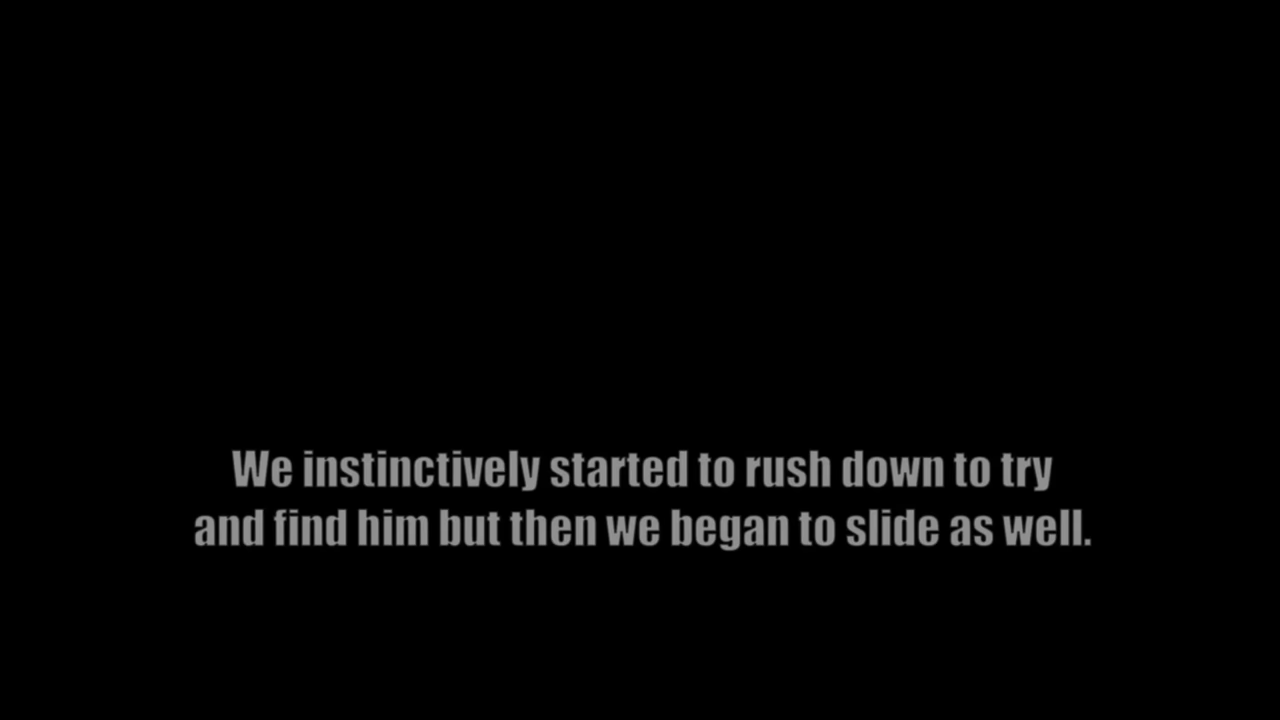 We instinctively started to rush down to try
and find him but then we began to slide as well.